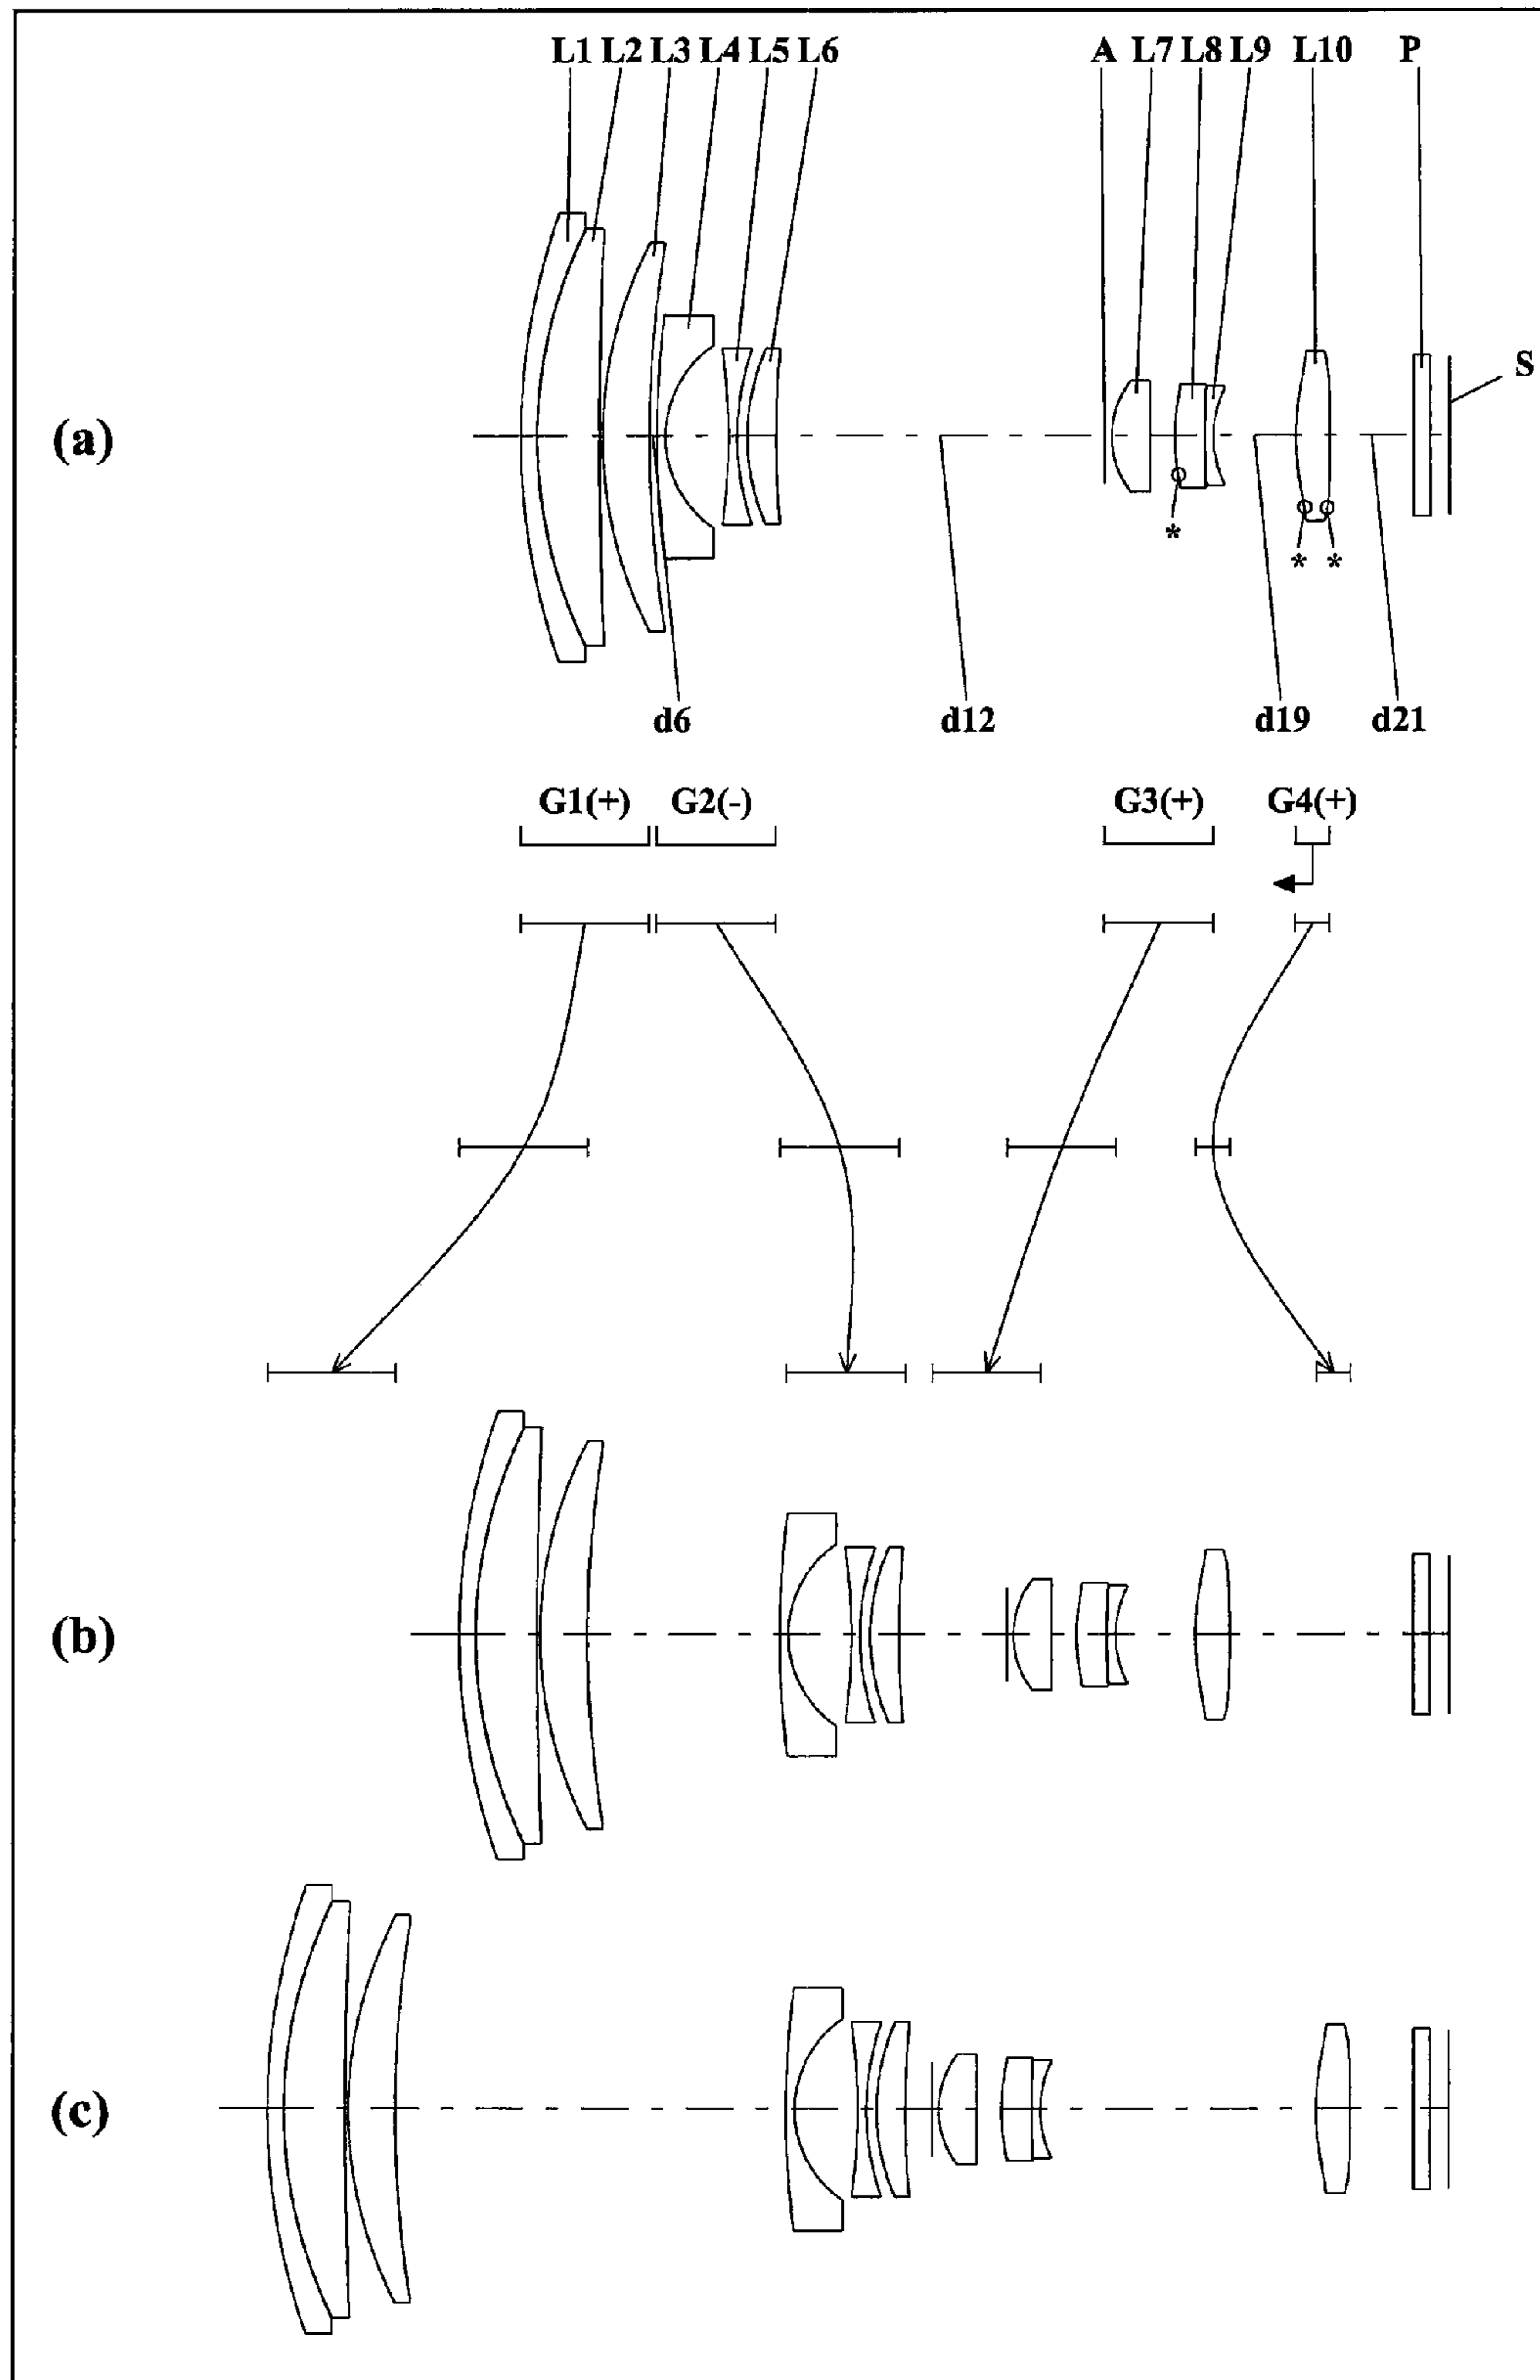 L1 L2 L3 L4 L5 L6 A L7 L8 L9 L10 P
S
(a)
*
* *
d6 d12 d19 d21
G1(+) G2(-) G3(+) G4(+)
(b)
(c)